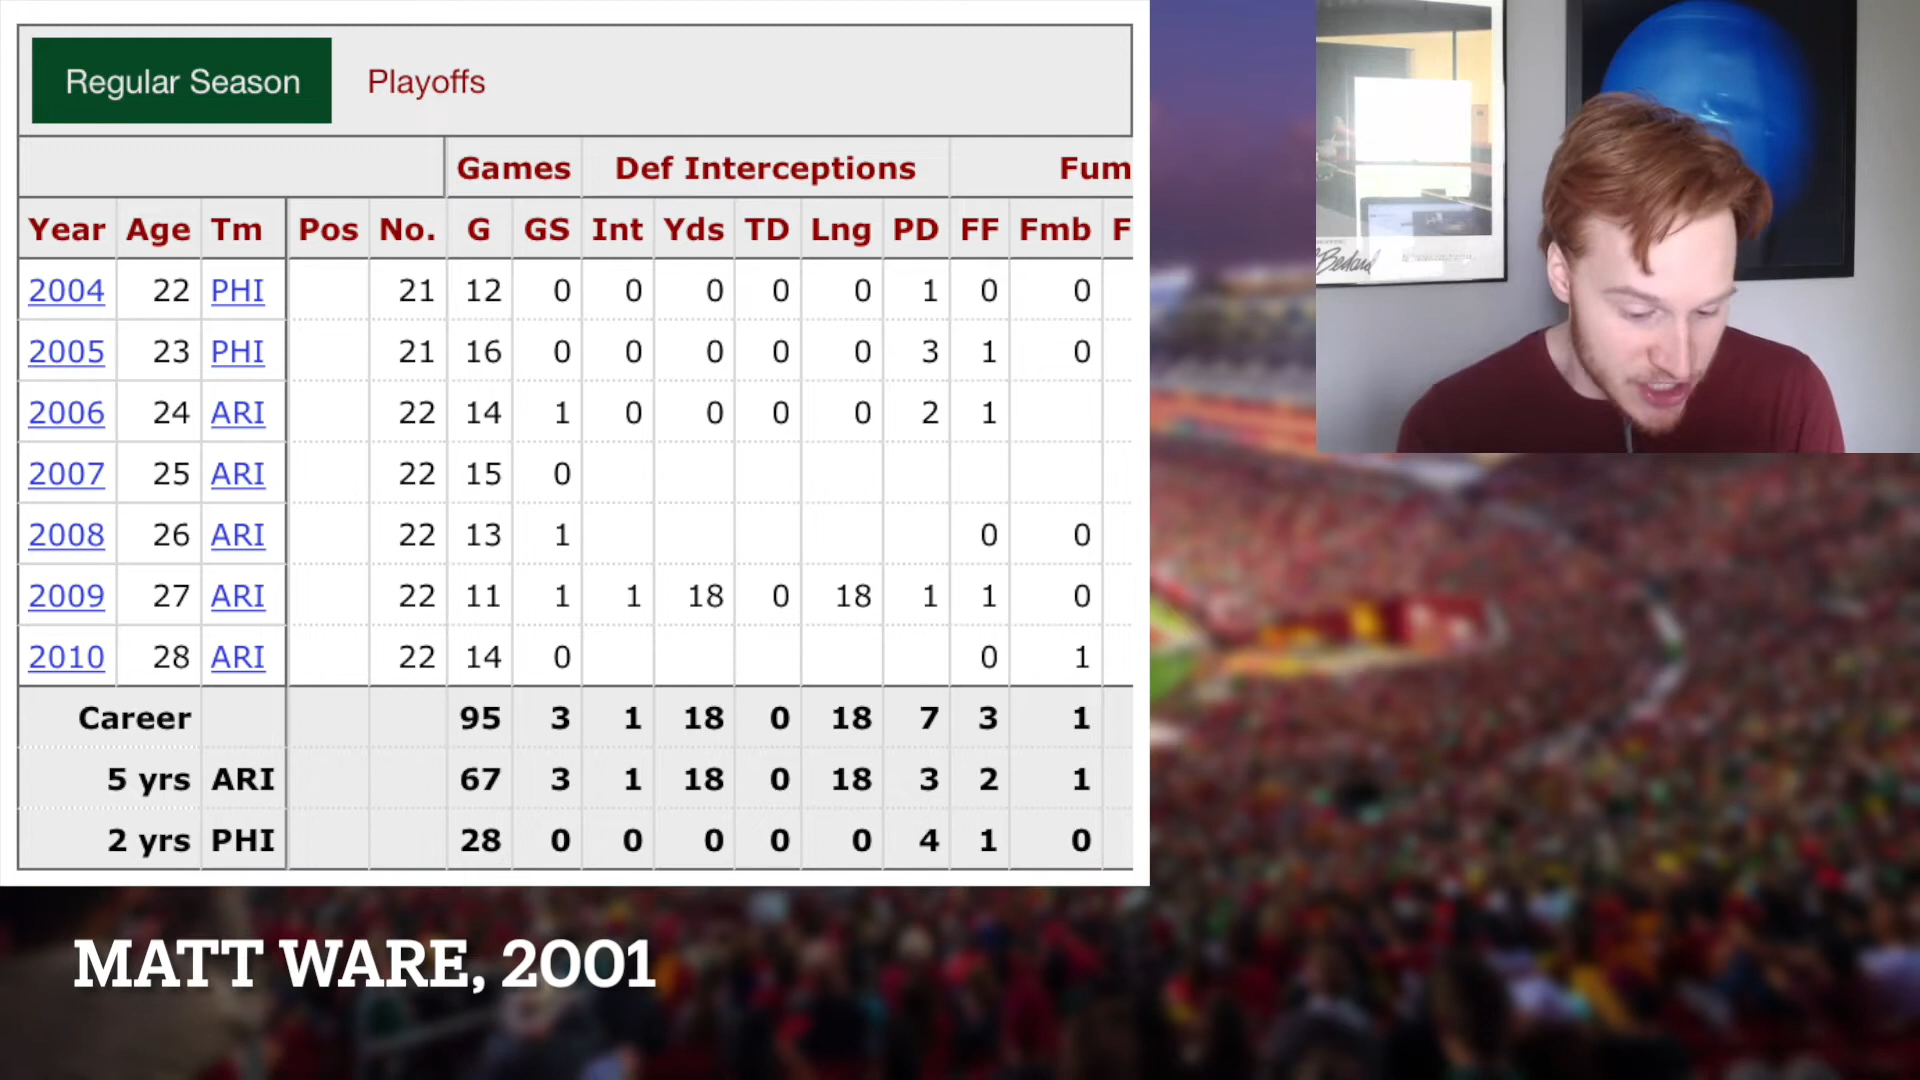 Regular Season Playoffs
Games Def Interceptions Fum
Year Age Tm Pos No. G GS Int Yds TD Lng PD FF Fmb F
2004 22 PHI 21 12 0 0 0 0 0 1 0 0
2005 23 PHI 21 16 0 0 0 0 0 3 1 0
2006 24 ARI 22 14 1 0 0 0 0 2 1
2007 25 ARI 22 15 0
2008 26 ARI 22 13 1 0 0
2009 27 ARI 22 11 1 1 18 0 18 1 1 0
2010 28 ARI 22 14 0 0 1
Career 95 3 1 18 0 18 7 3 1
5 yrs ARI 67 3 1 18 0 18 3 2 1
2 yrs PHI 28 0 0 0 0 0 4 1 0
Bedard
MATT WARE, 2001